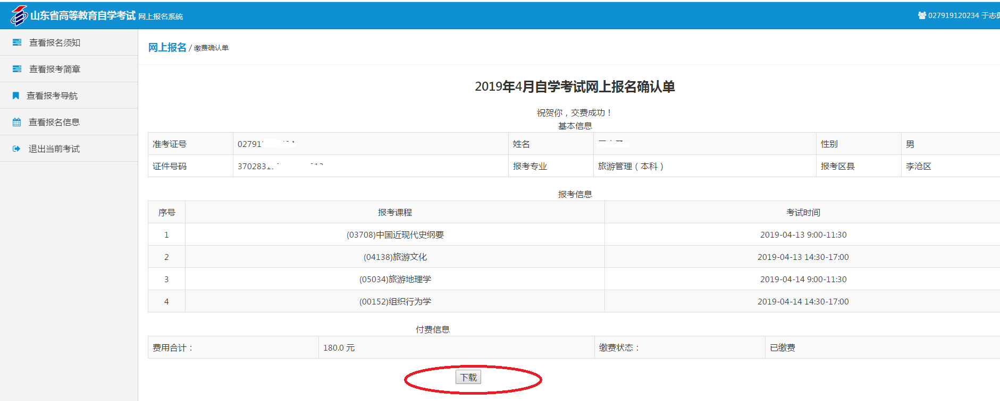 山东省高等教育自学考试 网上报名系统
027919120234 于志勇
查看报名须知
查看报考简章
查看报考导航
查看报名信息
退出当前考试
网上报名 / 缴费确认单
2019年4月自学考试网上报名确认单
祝贺你，交费成功！
基本信息
准考证号 02791 姓名 性别 男
证件号码 370283 报考专业 旅游管理（本科） 报考区县 李沧区
报考信息
序号 报考课程 考试时间
1 (03708)中国近现代史纲要 2019-04-13 9:00-11:30
2 (04138)旅游文化 2019-04-13 14:30-17:00
3 (05034)旅游地理学 2019-04-14 9:00-11:30
4 (00152)组织行为学 2019-04-14 14:30-17:00
付费信息
费用合计： 180.0 元 缴费状态： 已缴费
下载